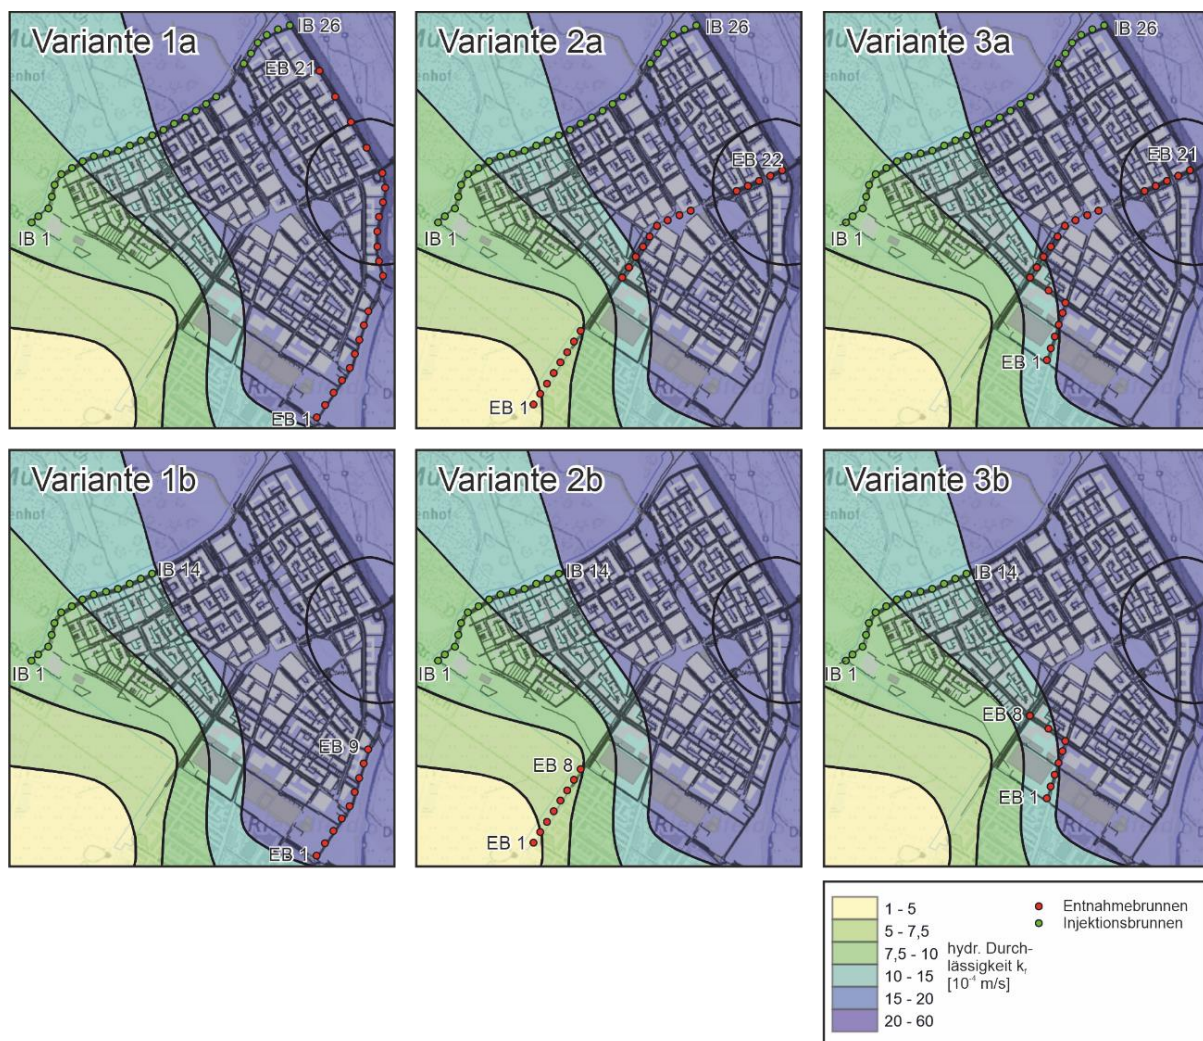 Variante 1a
IB 26
EB 21
IB 1
EB 1
Variante 2a
IB 26
EB 22
IB 1
EB 1
Variante 3a
IB 26
EB 21
IB 1
EB 1
Variante 1b
IB 14
IB 1
EB 9
EB 1
Variante 2b
IB 14
IB 1
EB 8
EB 1
Variante 3b
IB 14
IB 1
EB 8
EB 1
1 - 5
5 - 7,5
7,5 - 10
10 - 15
15 - 20
20 - 60
hydr. Durch-
lässigkeit kf
[10⁻⁴ m/s]
Entnahmebrunnen
Injektionsbrunnen